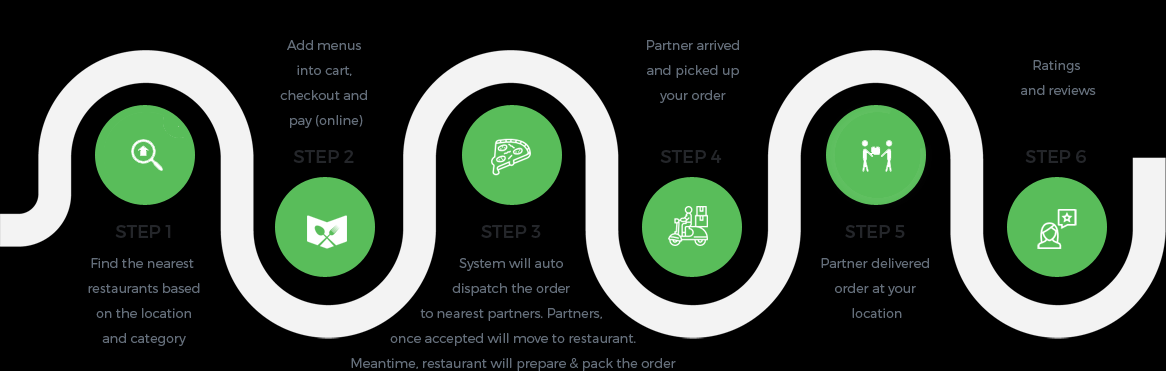 STEP 1
Find the nearest
restaurants based
on the location
and category
Add menus
into cart,
checkout and
pay (online)
STEP 2
STEP 3
System will auto
dispatch the order
to nearest partners. Partners,
once accepted will move to restaurant.
Meantime, restaurant will prepare & pack the order
Partner arrived
and picked up
your order
STEP 4
STEP 5
Partner delivered
order at your
location
Ratings
and reviews
STEP 6